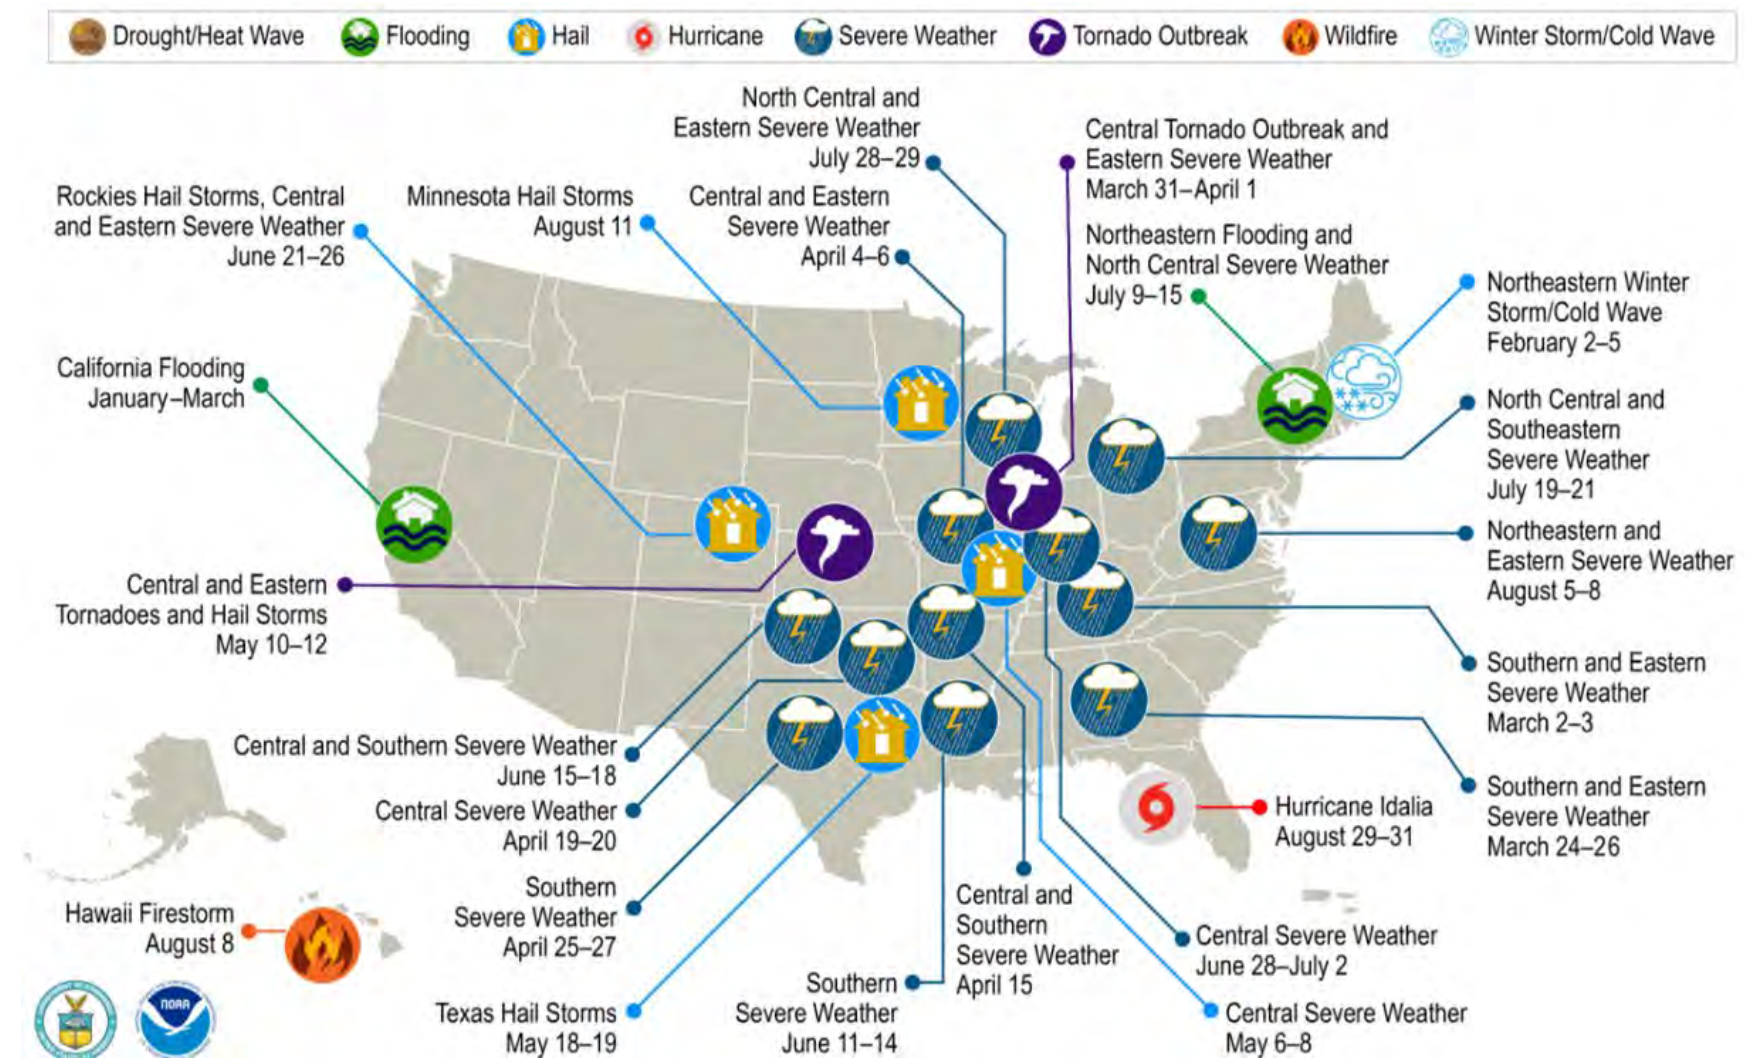 Drought/Heat Wave
Flooding
Hail
Hurricane
Severe Weather
Tornado Outbreak
Wildfire
Winter Storm/Cold Wave
North Central and
Eastern Severe Weather
July 28–29
Central Tornado Outbreak and
Eastern Severe Weather
March 31–April 1
Rockies Hail Storms, Central
and Eastern Severe Weather
June 21–26
Minnesota Hail Storms
August 11
Central and Eastern
Severe Weather
April 4–6
Northeastern Flooding and
North Central Severe Weather
July 9–15
Northeastern Winter
Storm/Cold Wave
February 2–5
California Flooding
January–March
North Central and
Southeastern
Severe Weather
July 19–21
Northeastern and
Eastern Severe Weather
August 5–8
Central and Eastern
Tornadoes and Hail Storms
May 10–12
Southern and Eastern
Severe Weather
March 2–3
Central and Southern Severe Weather
June 15–18
Central Severe Weather
April 19–20
Southern and Eastern
Severe Weather
March 24–26
Hurricane Idalia
August 29–31
Southern
Severe Weather
April 25–27
Central and
Southern
Severe Weather
April 15
Hawaii Firestorm
August 8
Central Severe Weather
June 28–July 2
Southern
Severe Weather
June 11–14
Texas Hail Storms
May 18–19
Central Severe Weather
May 6–8
NOAA